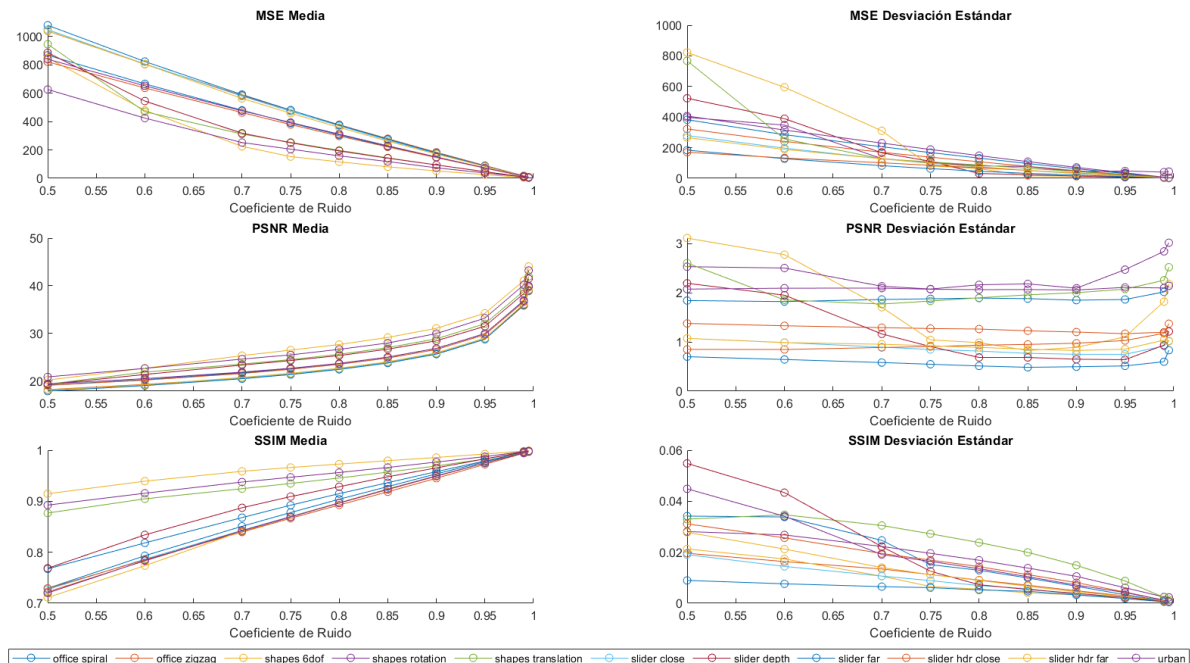 MSE Media
1000
800
600
400
200
0
0.5 0.55 0.6 0.65 0.7 0.75 0.8 0.85 0.9 0.95 1
Coeficiente de Ruido
MSE Desviación Estándar
1000
800
600
400
200
0
0.5 0.55 0.6 0.65 0.7 0.75 0.8 0.85 0.9 0.95 1
Coeficiente de Ruido
PSNR Media
50
40
30
20
0.5 0.55 0.6 0.65 0.7 0.75 0.8 0.85 0.9 0.95 1
Coeficiente de Ruido
PSNR Desviación Estándar
3
2
1
0
0.5 0.55 0.6 0.65 0.7 0.75 0.8 0.85 0.9 0.95 1
Coeficiente de Ruido
SSIM Media
1
0.9
0.8
0.7
0.5 0.55 0.6 0.65 0.7 0.75 0.8 0.85 0.9 0.95 1
Coeficiente de Ruido
SSIM Desviación Estándar
0.06
0.04
0.02
0
0.5 0.55 0.6 0.65 0.7 0.75 0.8 0.85 0.9 0.95 1
Coeficiente de Ruido
office spiral office zigzag shapes 6dof shapes rotation shapes translation slider close slider depth slider far slider hdr close slider hdr far urban